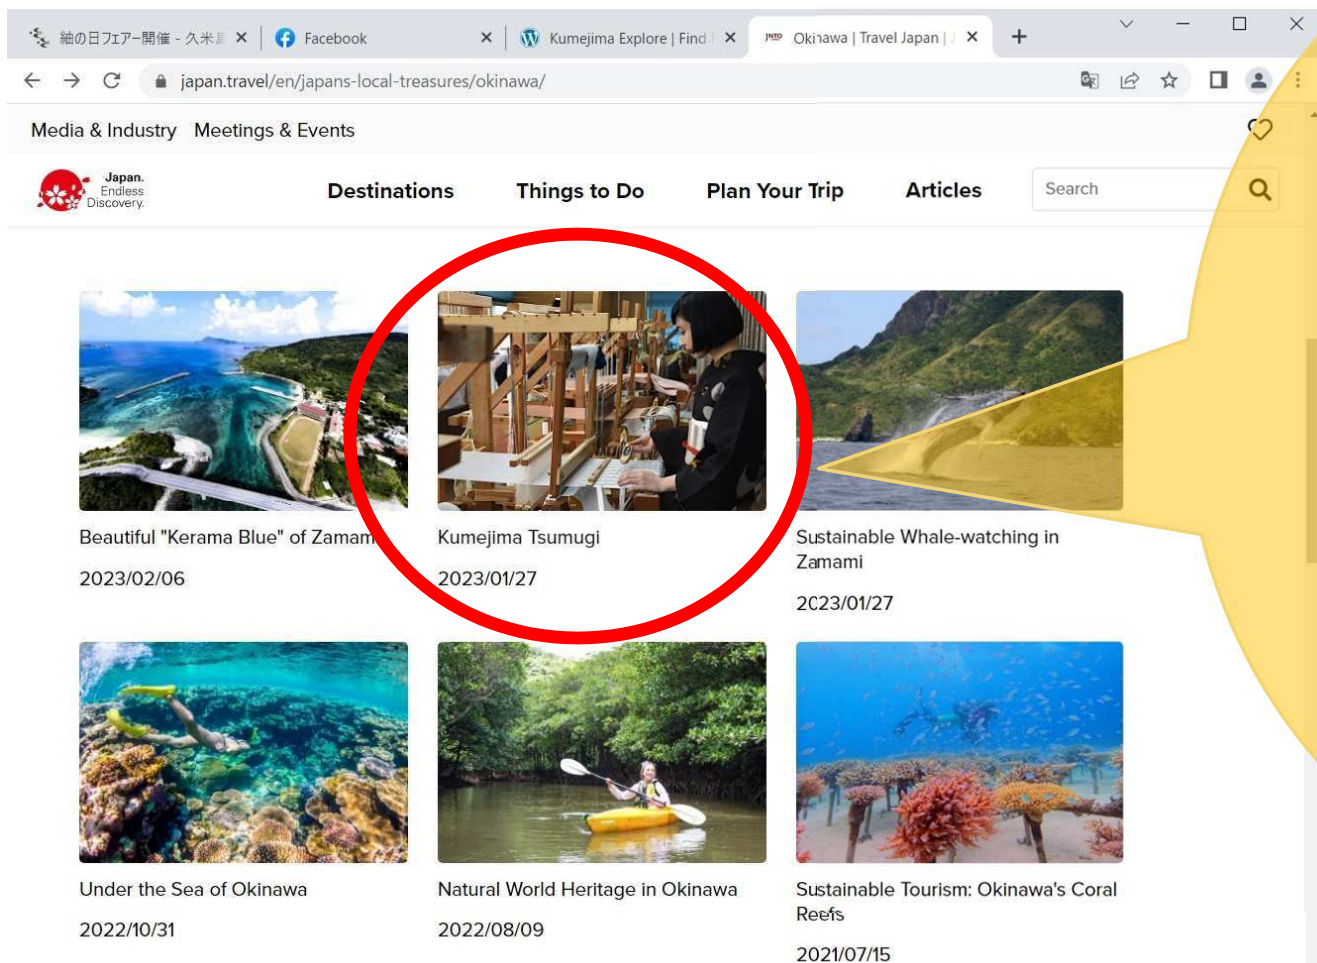 紬の日フェアー開催 - 久米島
Facebook
Kumejima Explore | Find
JNTO
Okinawa | Travel Japan |
japan.travel/en/japans-local-treasures/okinawa/
Media & Industry
Meetings & Events
Japan.
Endless
Discovery.
Destinations
Things to Do
Plan Your Trip
Articles
Search
Beautiful "Kerama Blue" of Zamami
2023/02/06
Kumejima Tsumugi
2023/01/27
Sustainable Whale-watching in
Zamami
2023/01/27
Under the Sea of Okinawa
2022/10/31
Natural World Heritage in Okinawa
2022/08/09
Sustainable Tourism: Okinawa's Coral
Reefs
2021/07/15